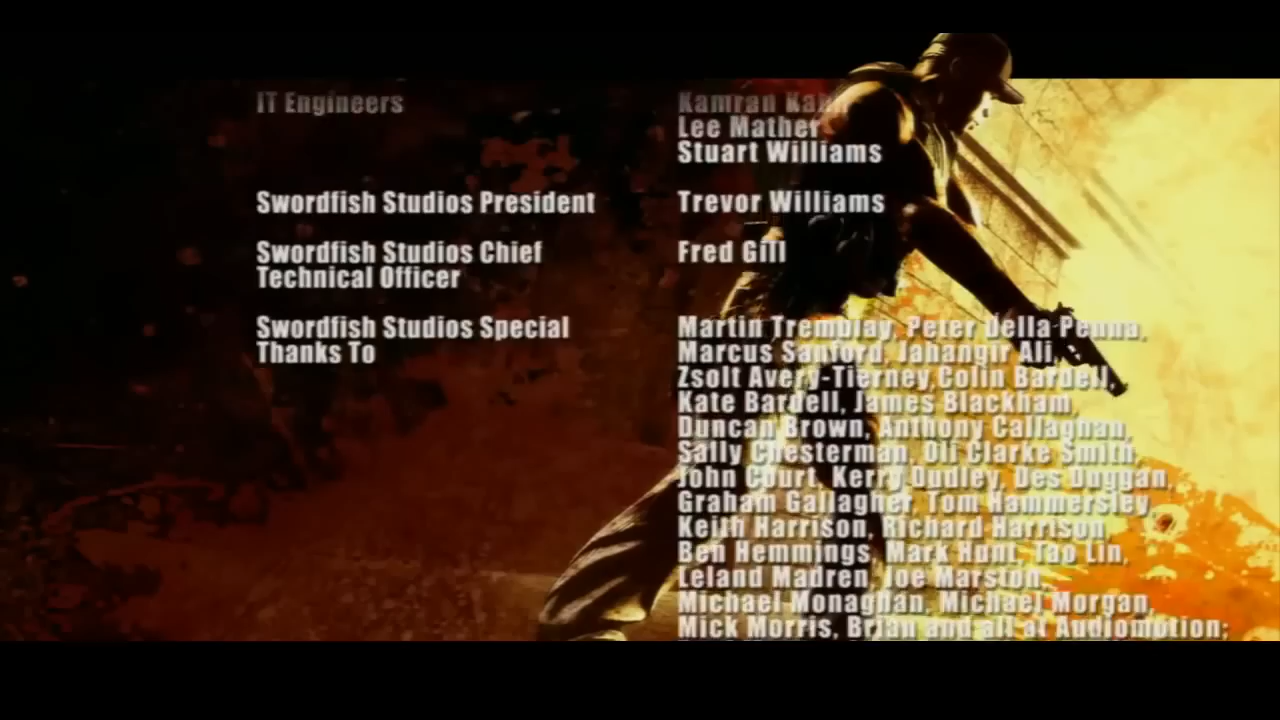 IT Engineers
Kamran
Lee Mather
Stuart Williams
Swordfish Studios President
Trevor Williams
Swordfish Studios Chief
Technical Officer
Fred Gill
Swordfish Studios Special
Thanks To
Martin Tremblay, Peter Della Penna,
Marcus Sanford, Jahangir Ali,
Zsolt Avery-Tierney,Colin Bardell,
Kate Bardell, James Blackham,
Duncan Brown, Anthony Callaghan,
Sally Chesterman, Oli Clarke Smith,
John Court, Kerry Dudley, Des Duggan,
Graham Gallagher, Tom Hammersley
Keith Harrison, Richard Harrison
Ben Hemmings, Mark Hunt, Tao Lin,
Leland Madren, Joe Marston,
Michael Monaghan, Michael Morgan,
Mick Morris, Brian and all at Audiomotion;